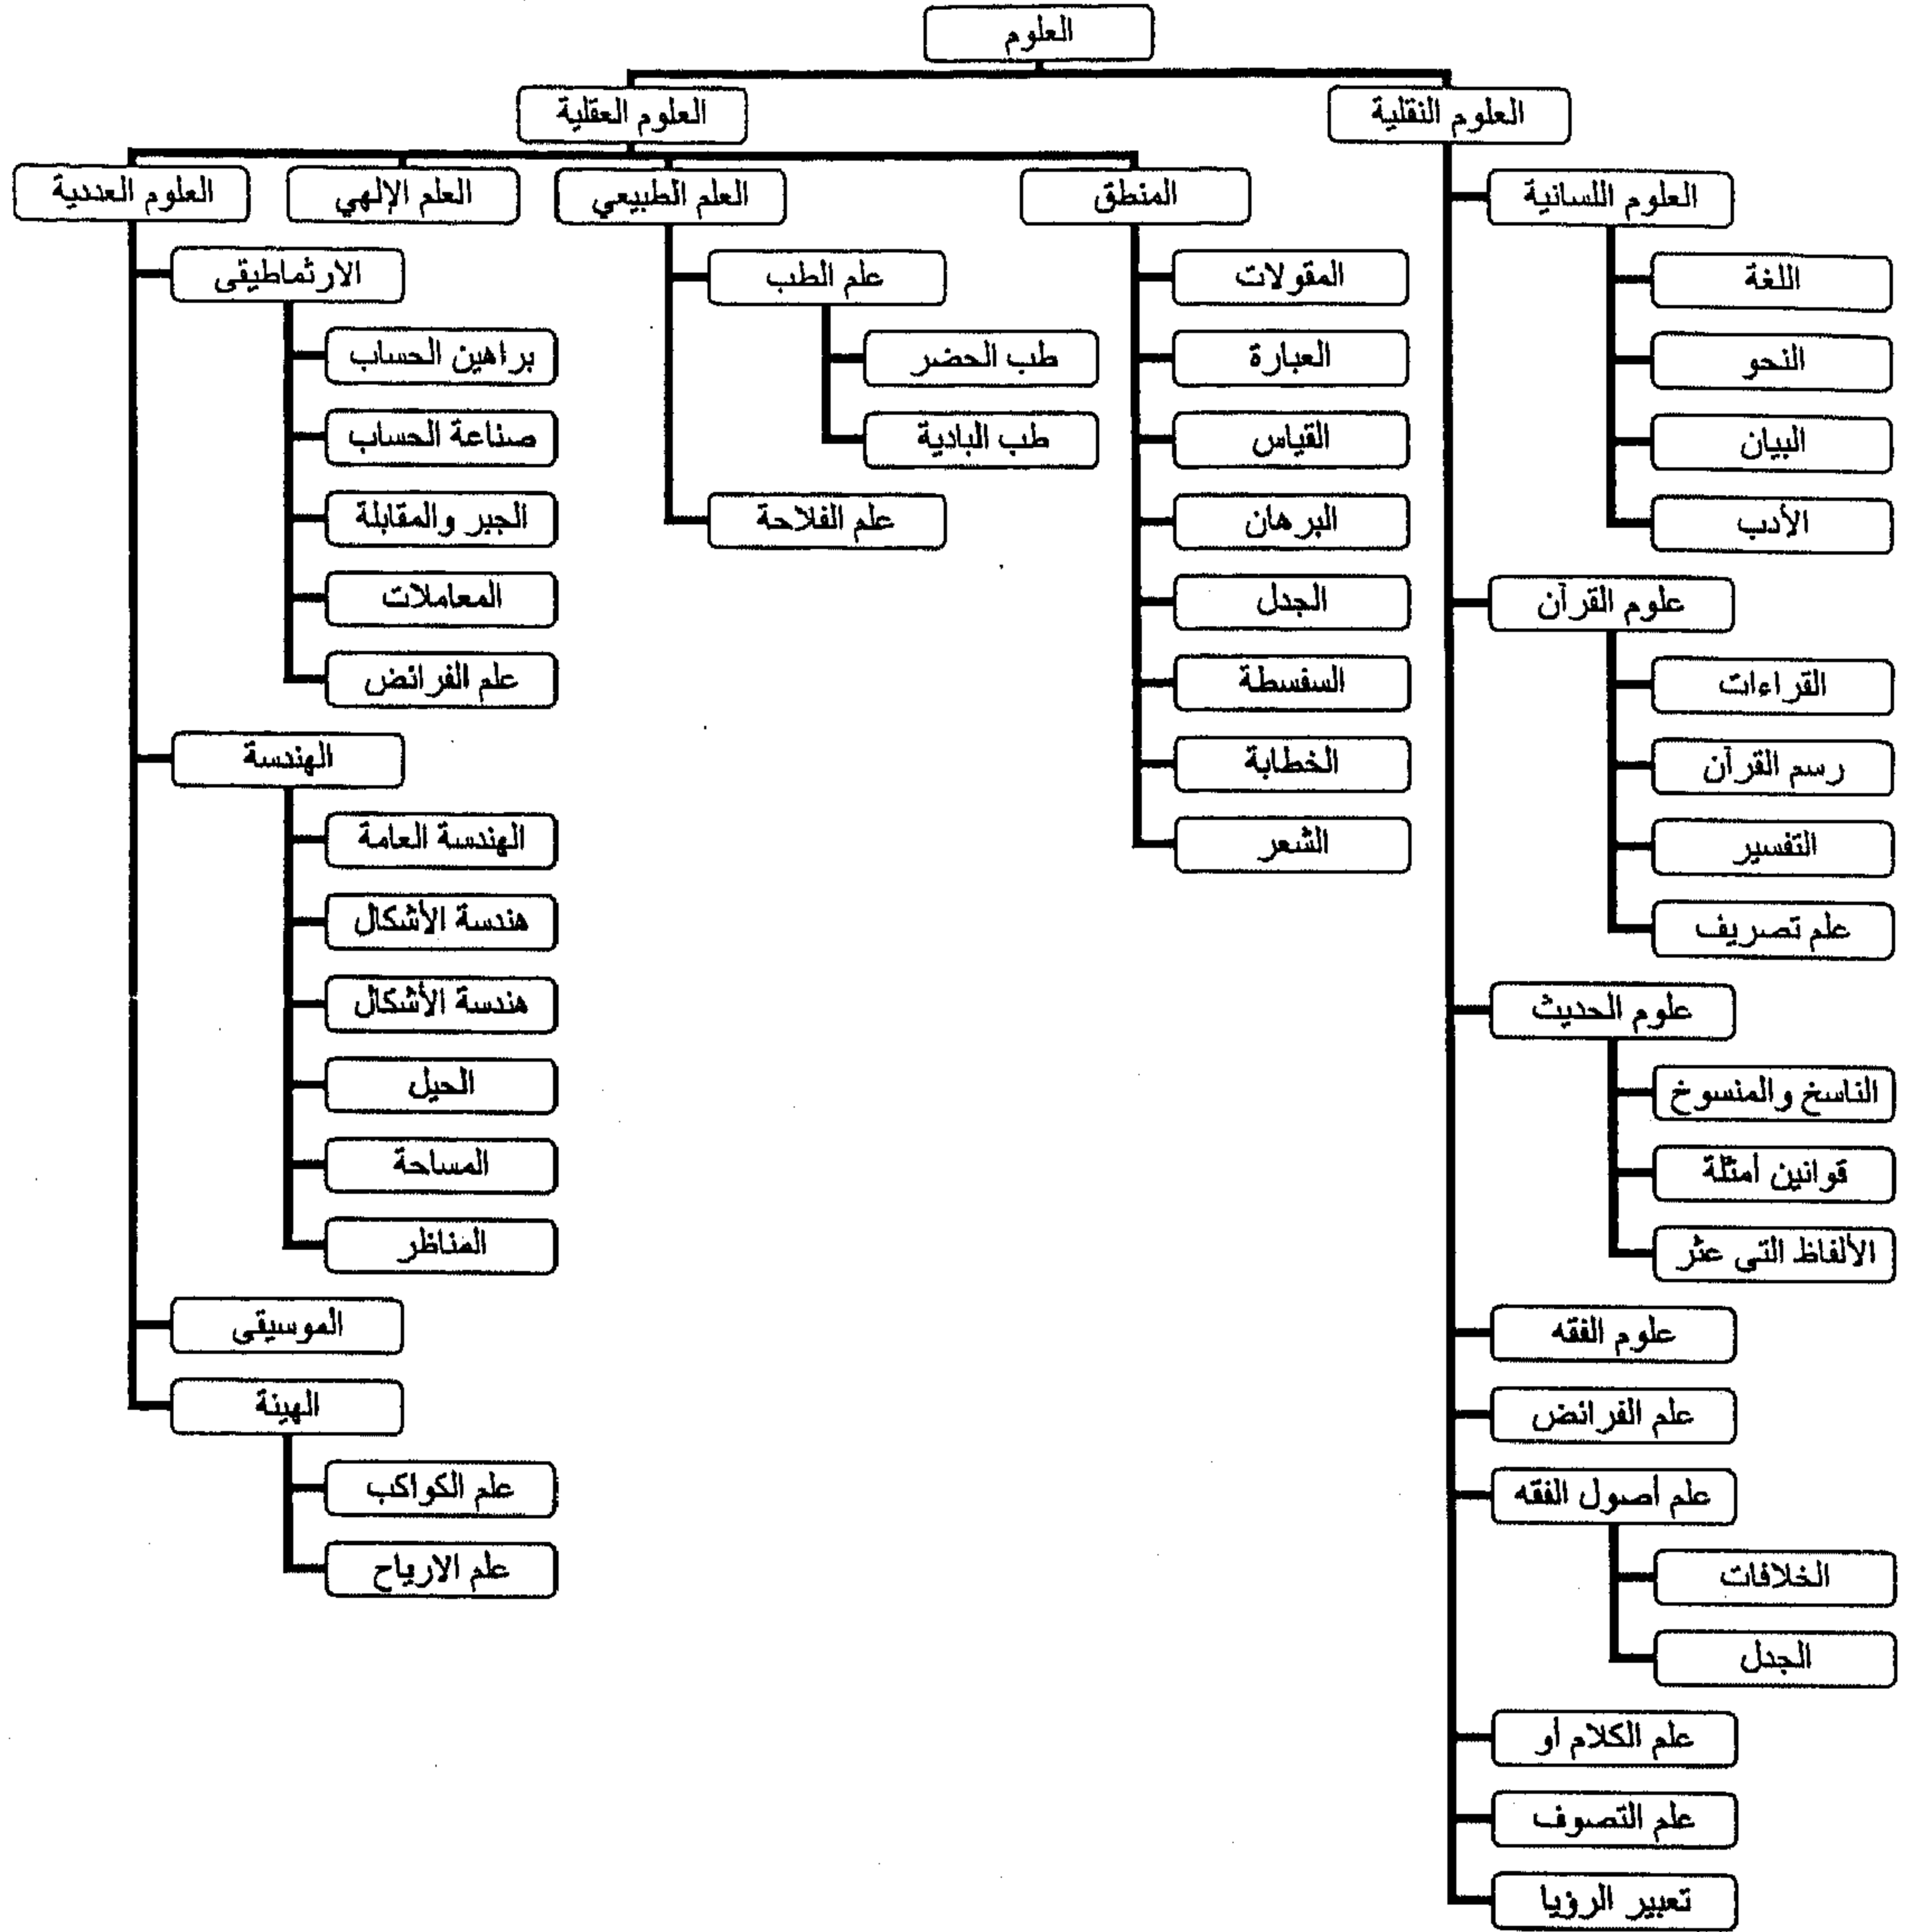 العلوم
العلوم النقلية
العلوم العقلية
العلوم اللسانية
اللغة
النحو
البيان
الأدب
علوم القرآن
القراءات
رسم القرآن
التفسير
علم تصريف
علوم الحديث
الناسخ والمنسوخ
قوانين أمثلة
الألفاظ التى عثر
علوم الفقه
علم الفرائض
علم أصول الفقه
الخلافات
الجدل
علم الكلام أو
علم التصوف
تعبير الرؤيا
المنطق
المقولات
العبارة
القياس
البرهان
الجدل
السفسطة
الخطابة
الشعر
العلم الطبيعي
علم الطب
طب الحضر
طب البادية
علم الفلاحة
العلم الإلهي
العلوم العددية
الارثماطيقى
براهين الحساب
صناعة الحساب
الجبر والمقابلة
المعاملات
علم الفرائض
الهندسة
الهندسة العامة
هندسة الأشكال
هندسة الأشكال
الحيل
المساحة
المناظر
الموسيقى
الهيئة
علم الكواكب
علم الارياح